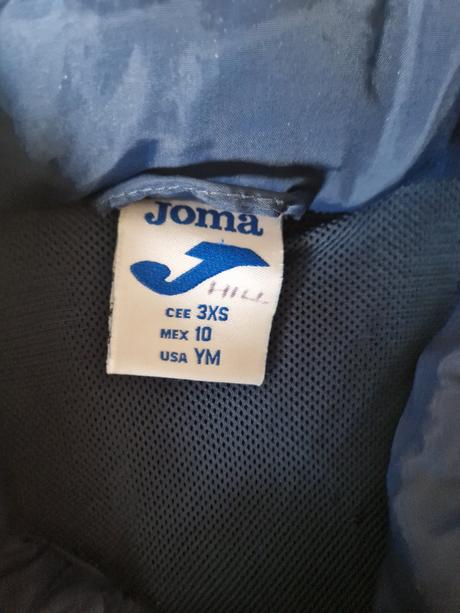 Joma
HILL
CEE 3XS
MEX 10
USA YM